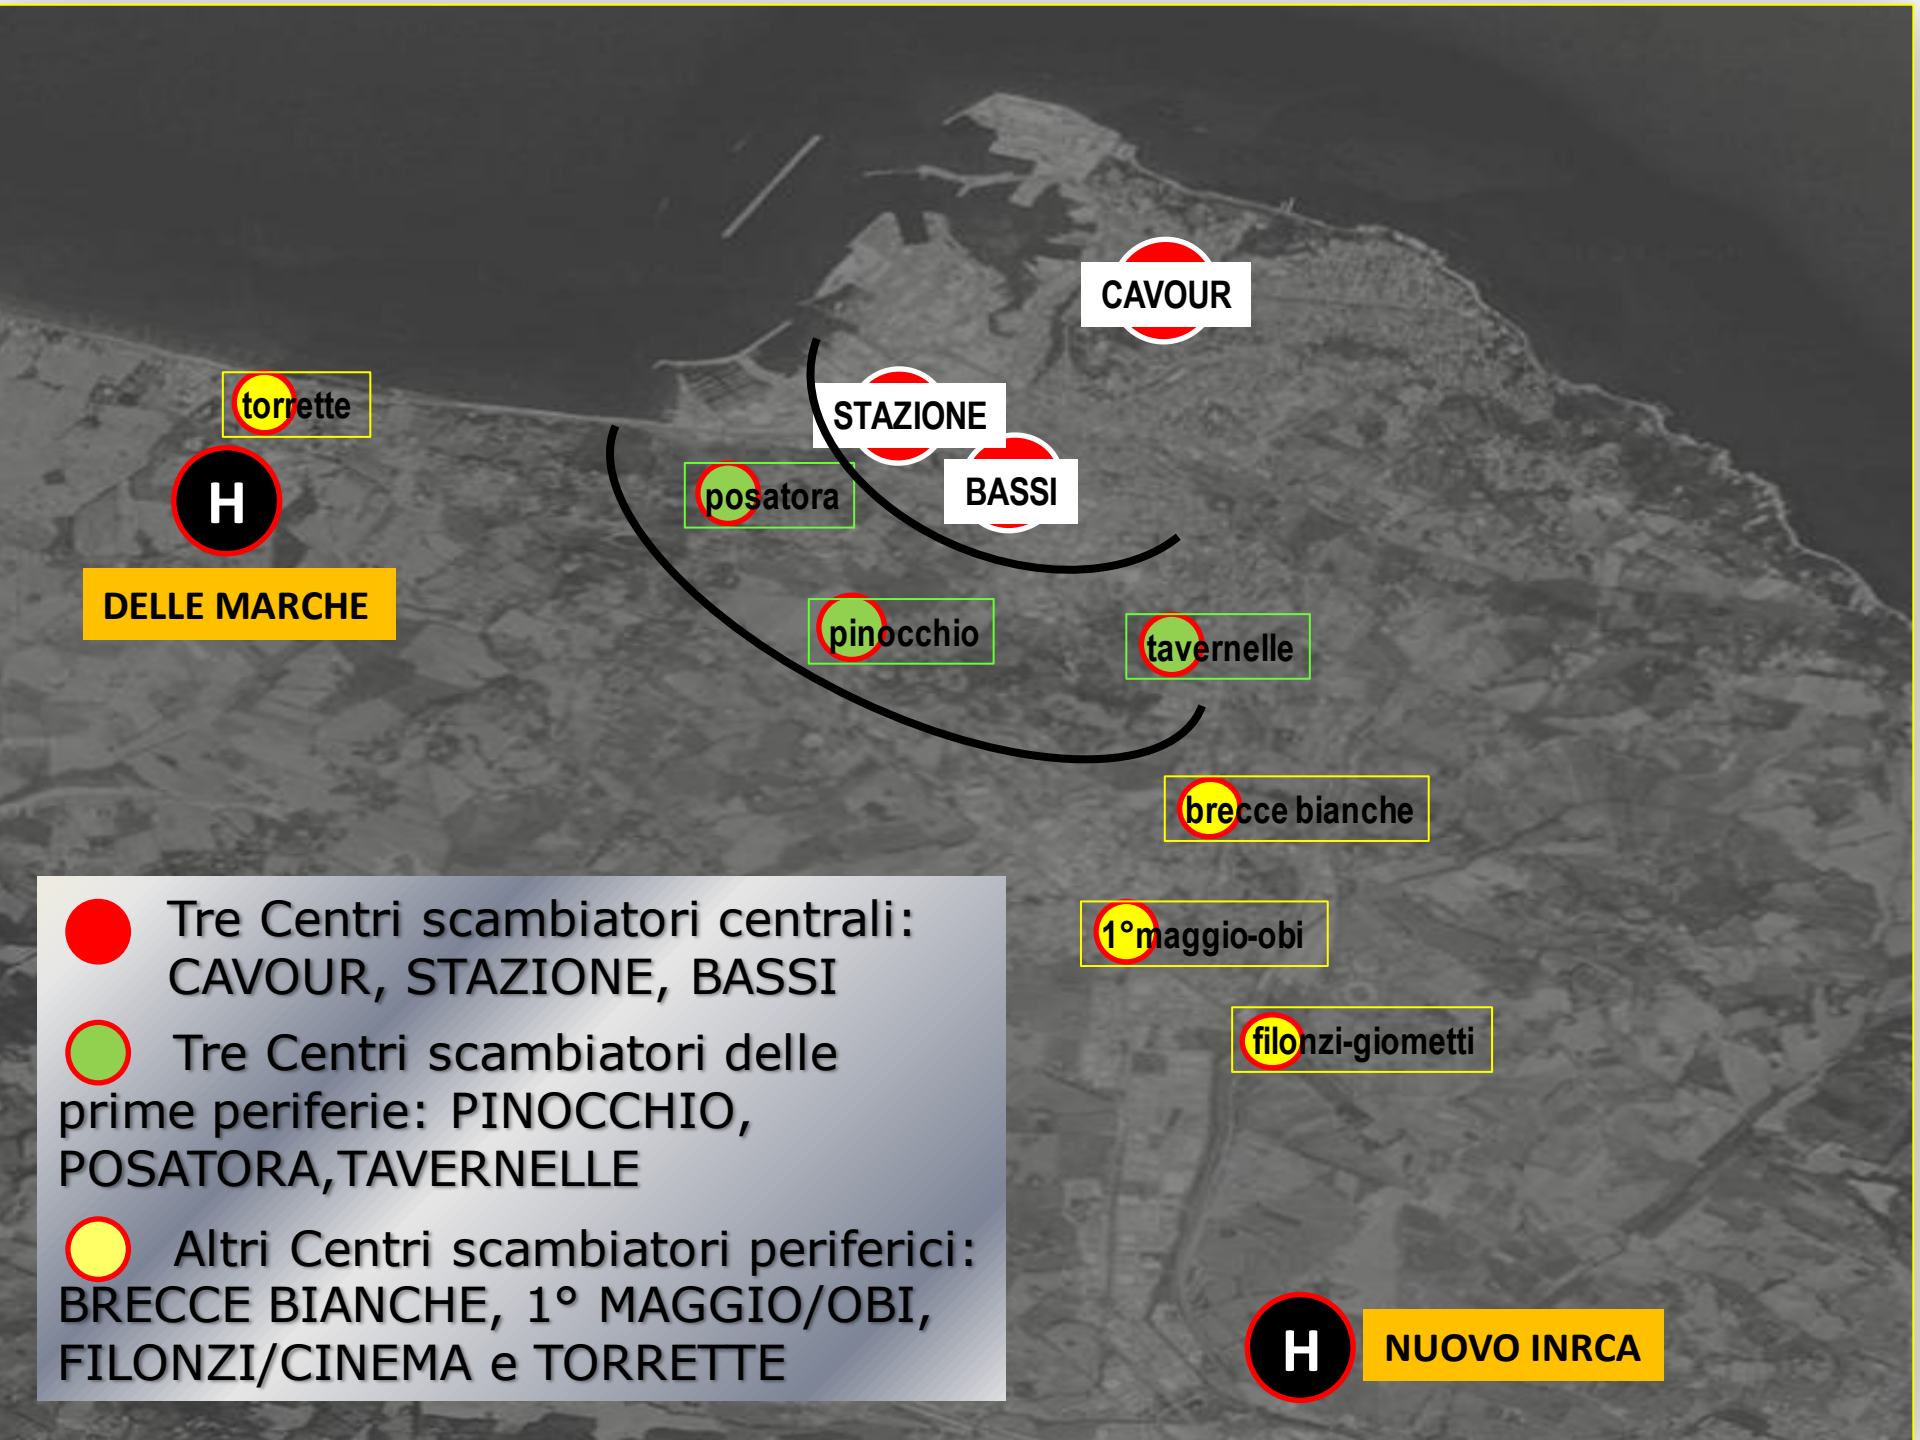 CAVOUR
torrette
STAZIONE
H
posatora
BASSI
DELLE MARCHE
pinocchio
tavernelle
brecce bianche
1°maggio-obi
filonzi-giometti
Tre Centri scambiatori centrali:
CAVOUR, STAZIONE, BASSI
Tre Centri scambiatori delle
prime periferie: PINOCCHIO,
POSATORA,TAVERNELLE
Altri Centri scambiatori periferici:
BRECCE BIANCHE, 1° MAGGIO/OBI,
FILONZI/CINEMA e TORRETTE
H
NUOVO INRCA